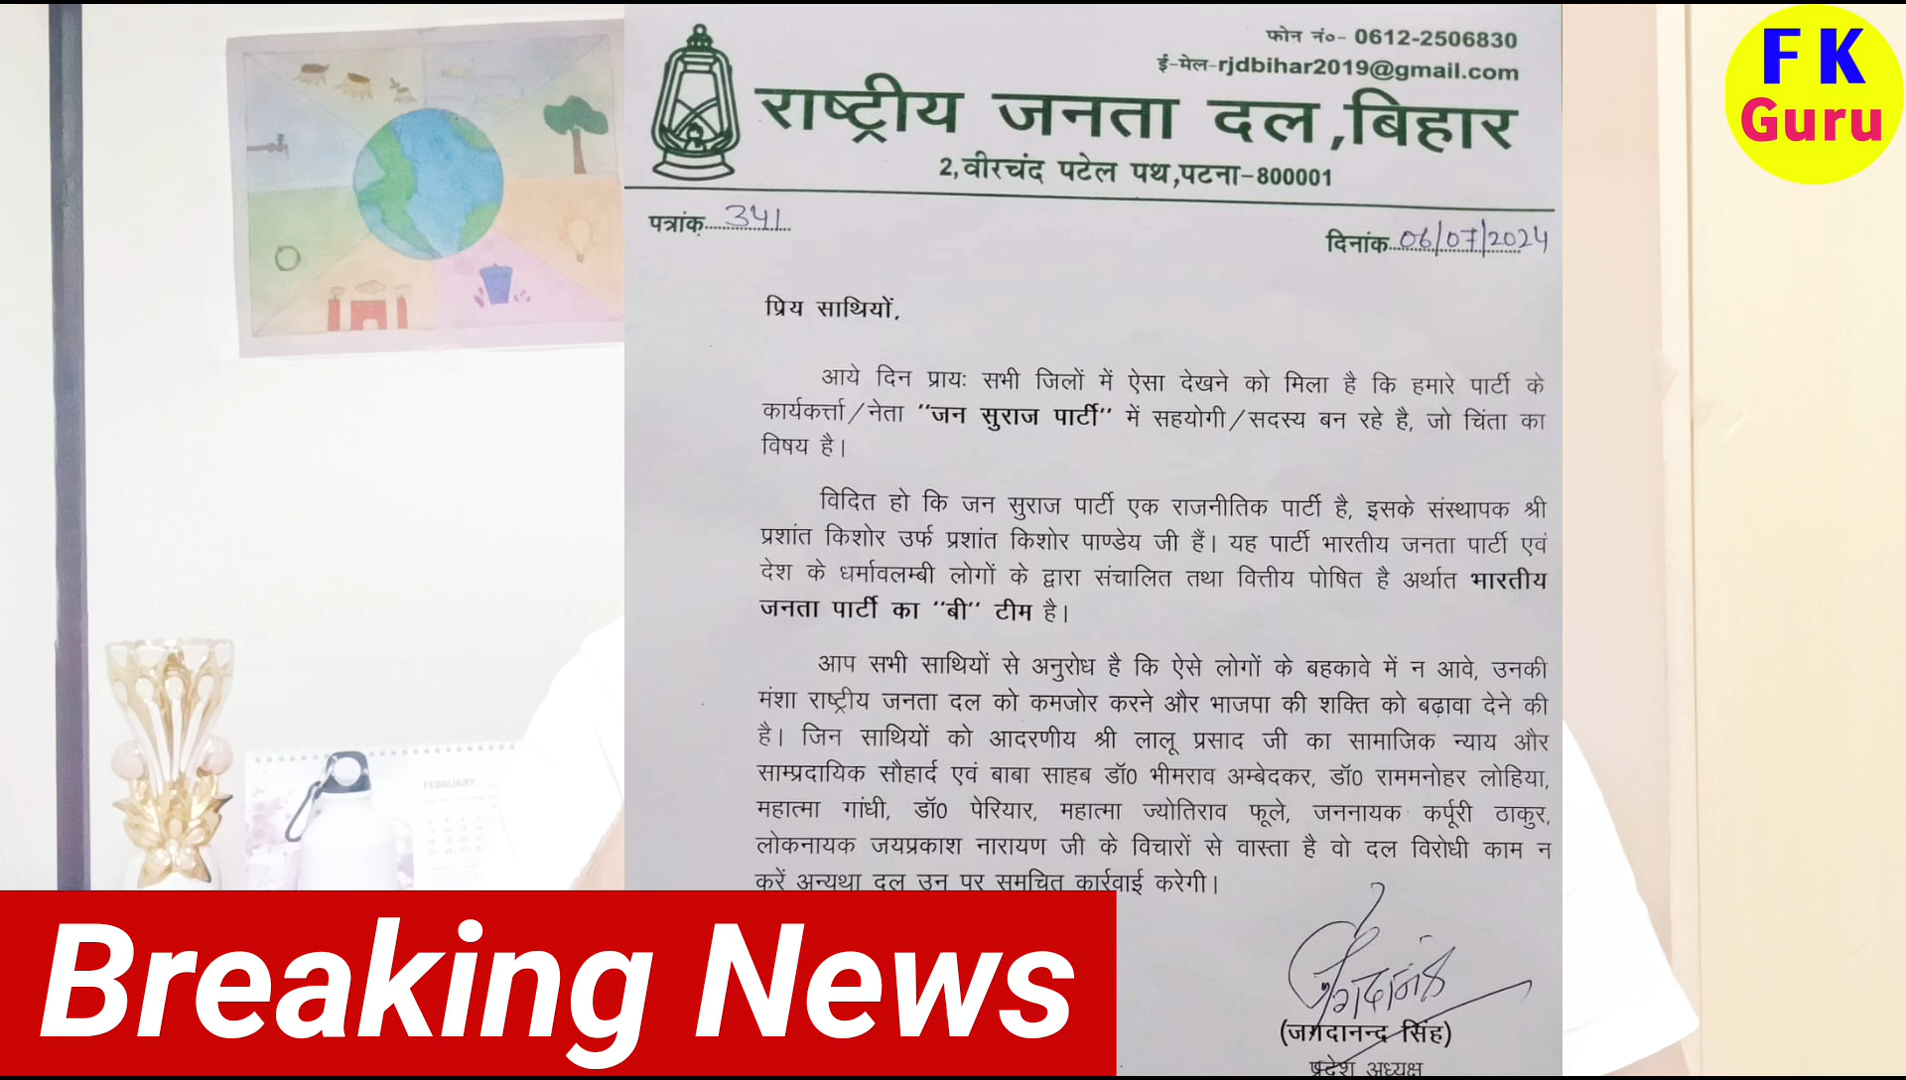 फोन नं०- 0612-2506830
ई-मेल-rjdbihar2019@gmail.com
राष्ट्रीय जनता दल,बिहार
2,वीरचंद पटेल पथ,पटना-800001
पत्रांक 341
दिनांक 06/07/2024
प्रिय साथियों,
आये दिन प्रायः सभी जिलों में ऐसा देखने को मिला है कि हमारे पार्टी के
कार्यकर्त्ता/नेता "जन सुराज पार्टी" में सहयोगी/सदस्य बन रहे है, जो चिंता का
विषय है।
विदित हो कि जन सुराज पार्टी एक राजनीतिक पार्टी है, इसके संस्थापक श्री
प्रशांत किशोर उर्फ प्रशांत किशोर पाण्डेय जी हैं। यह पार्टी भारतीय जनता पार्टी एवं
देश के धर्मावलम्बी लोगों के द्वारा संचालित तथा वित्तीय पोषित है अर्थात भारतीय
जनता पार्टी का "बी" टीम है।
आप सभी साथियों से अनुरोध है कि ऐसे लोगों के बहकावे में न आवे, उनकी
मंशा राष्ट्रीय जनता दल को कमजोर करने और भाजपा की शक्ति को बढ़ावा देने की
है। जिन साथियों को आदरणीय श्री लालू प्रसाद जी का सामाजिक न्याय और
साम्प्रदायिक सौहार्द एवं बाबा साहब डॉ0 भीमराव अम्बेदकर, डॉ0 राममनोहर लोहिया,
महात्मा गांधी, डॉ0 पेरियार, महात्मा ज्योतिराव फूले, जननायक कर्पूरी ठाकुर,
लोकनायक जयप्रकाश नारायण जी के विचारों से वास्ता है वो दल विरोधी काम न
करें अन्यथा दल उन पर समुचित कार्रवाई करेगी।
(जगदानन्द सिंह)
प्रदेश अध्यक्ष
FK
Guru
FEBRUARY
Breaking News